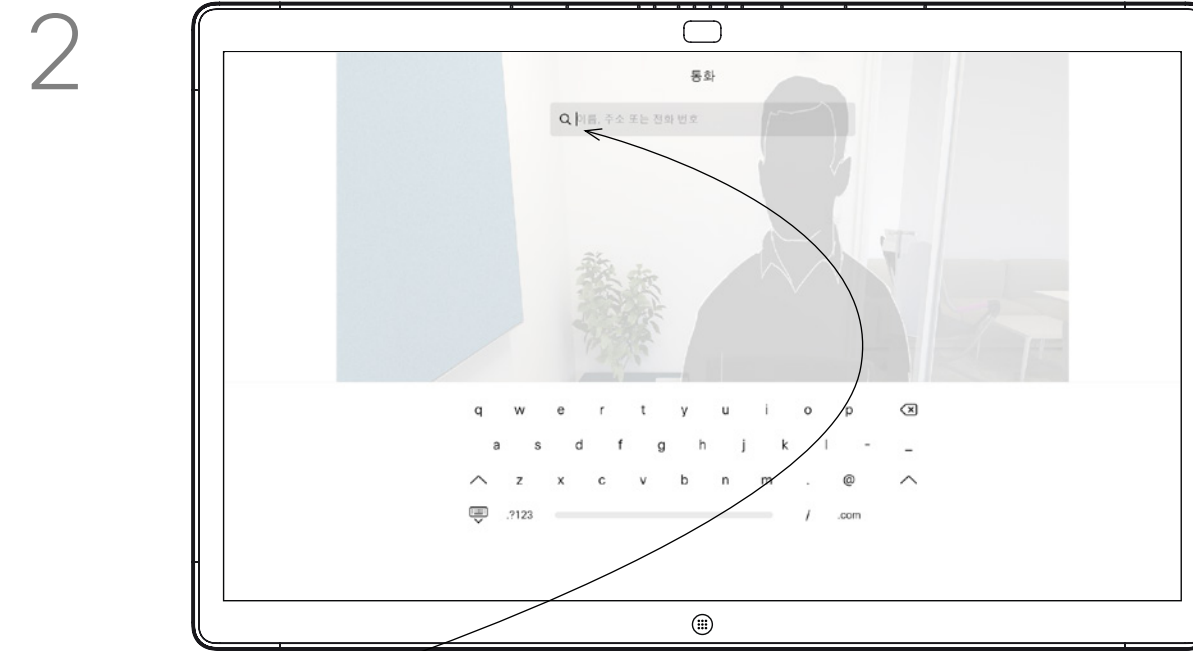 2
통화
이름, 주소 또는 전화 번호
q w e r t y u i o p
a s d f g h j k l - _
z x c v b n m . @
.?123 / .com